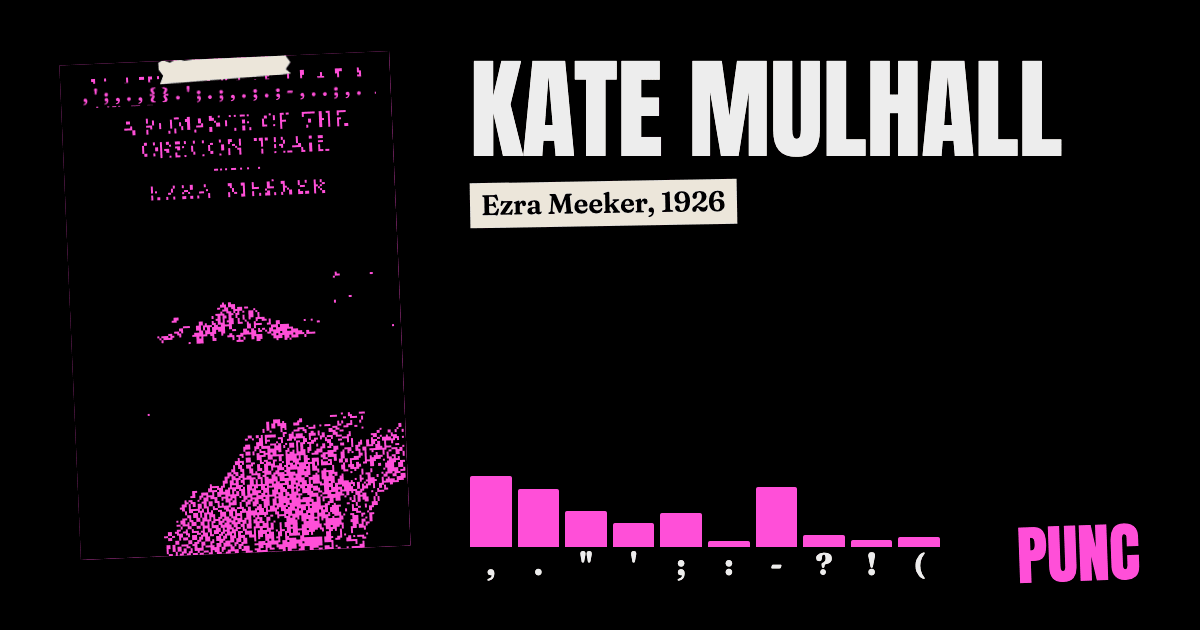 ,';,.,{}.';.;,.;.;-,..;,..
A ROMANCE OF THE
OREGON TRAIL
EZRA MEEKER
KATE MULHALL
Ezra Meeker, 1926
, . " ' ; : - ? ! (
PUNC